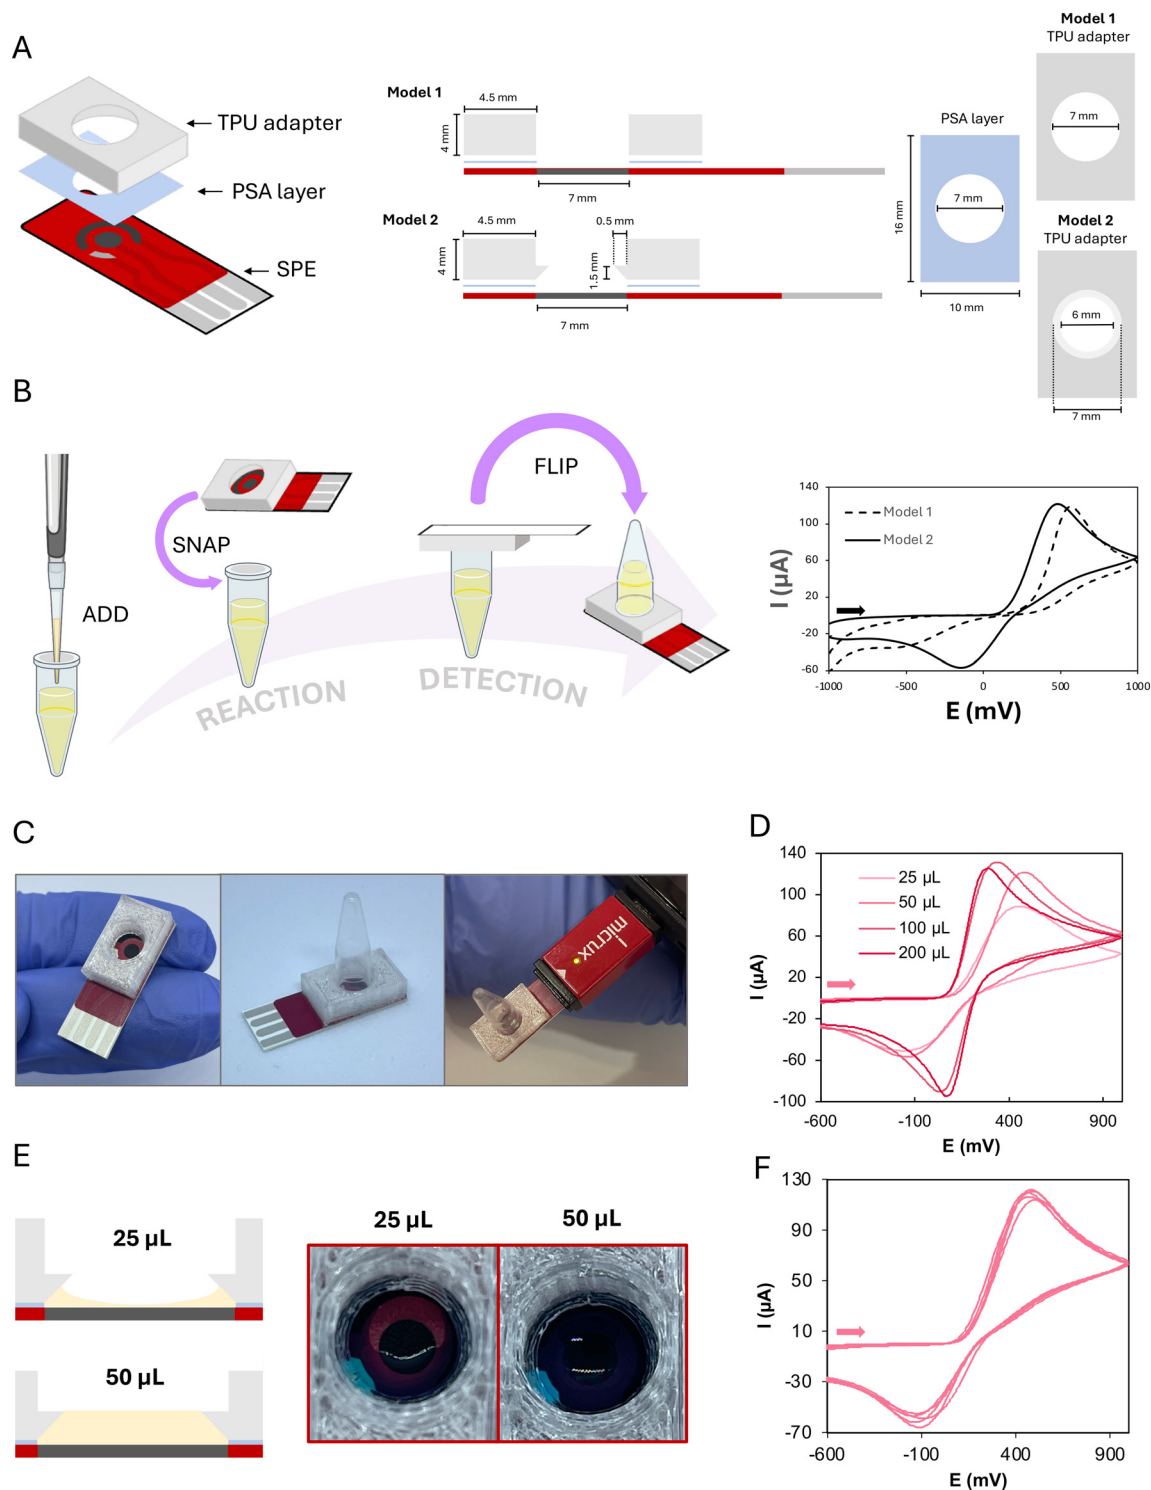 A
TPU adapter
PSA layer
SPE
Model 1
4.5 mm
4 mm
7 mm
Model 2
4.5 mm
0.5 mm
4 mm
1.5 mm
7 mm
PSA layer
7 mm
16 mm
10 mm
Model 1
TPU adapter
7 mm
Model 2
TPU adapter
6 mm
7 mm
B
ADD
SNAP
REACTION
FLIP
DETECTION
140
100
60
20
-20
-60
I (µA)
Model 1
Model 2
-1000
-500
0
500
1000
E (mV)
C
micrux
D
140
100
60
20
-20
-60
-100
I (µA)
25 µL
50 µL
100 µL
200 µL
-600
-100
400
900
E (mV)
E
25 µL
50 µL
25 µL
50 µL
F
130
90
50
10
-30
-70
I (µA)
-600
-100
400
900
E (mV)